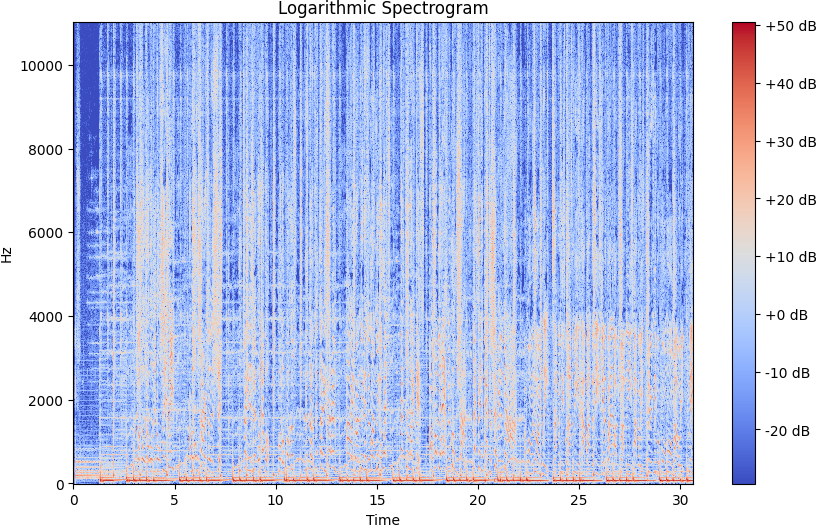 Logarithmic Spectrogram
+50 dB
10000
+40 dB
8000
+30 dB
+20 dB
6000
Hz
+10 dB
4000
+0 dB
-10 dB
2000
-20 dB
0
0 5 10 15 20 25 30
Time